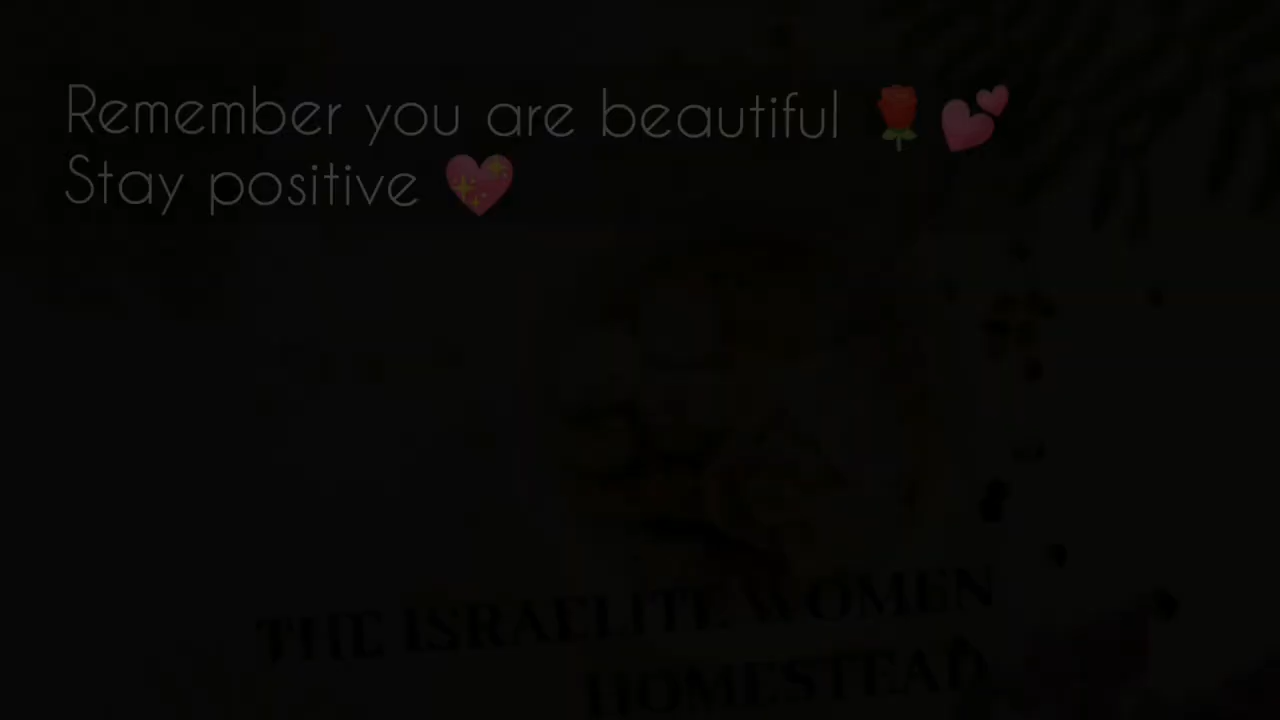 Remember you are beautiful 🌹 💕
Stay positive 💖
THE ISRAELITE WOMEN
HOMESTEAD